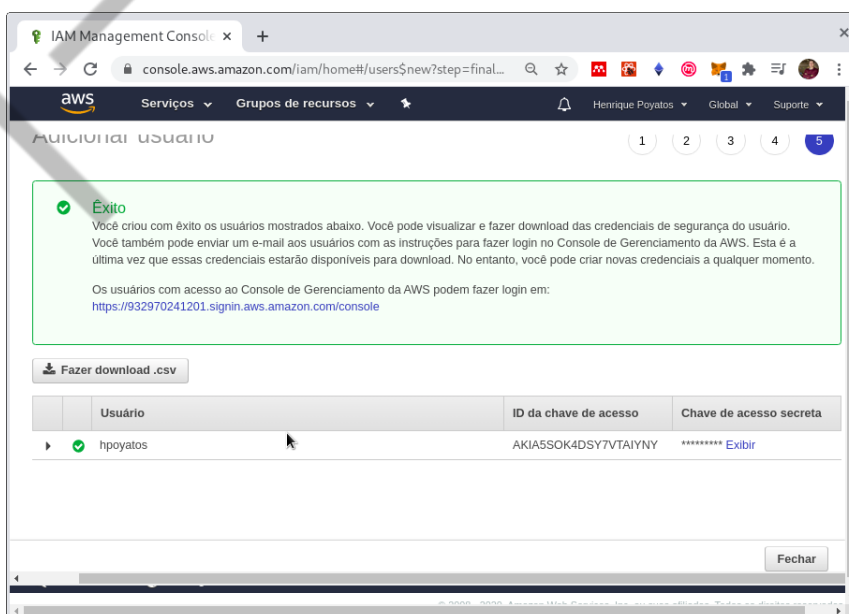 IAM Management Console
console.aws.amazon.com/iam/home#/users$new?step=final...
1
aws
Serviços
Grupos de recursos
Henrique Poyatos
Global
Suporte
Adicionar usuário
1 2 3 4 5
Êxito
Você criou com êxito os usuários mostrados abaixo. Você pode visualizar e fazer download das credenciais de segurança do usuário.
Você também pode enviar um e-mail aos usuários com as instruções para fazer login no Console de Gerenciamento da AWS. Esta é a
última vez que essas credenciais estarão disponíveis para download. No entanto, você pode criar novas credenciais a qualquer momento.
Os usuários com acesso ao Console de Gerenciamento da AWS podem fazer login em:
https://932970241201.signin.aws.amazon.com/console
Fazer download .csv
Usuário ID da chave de acesso Chave de acesso secreta
hpoyatos AKIA5SOK4DSY7VTAIYNY ********* Exibir
Fechar